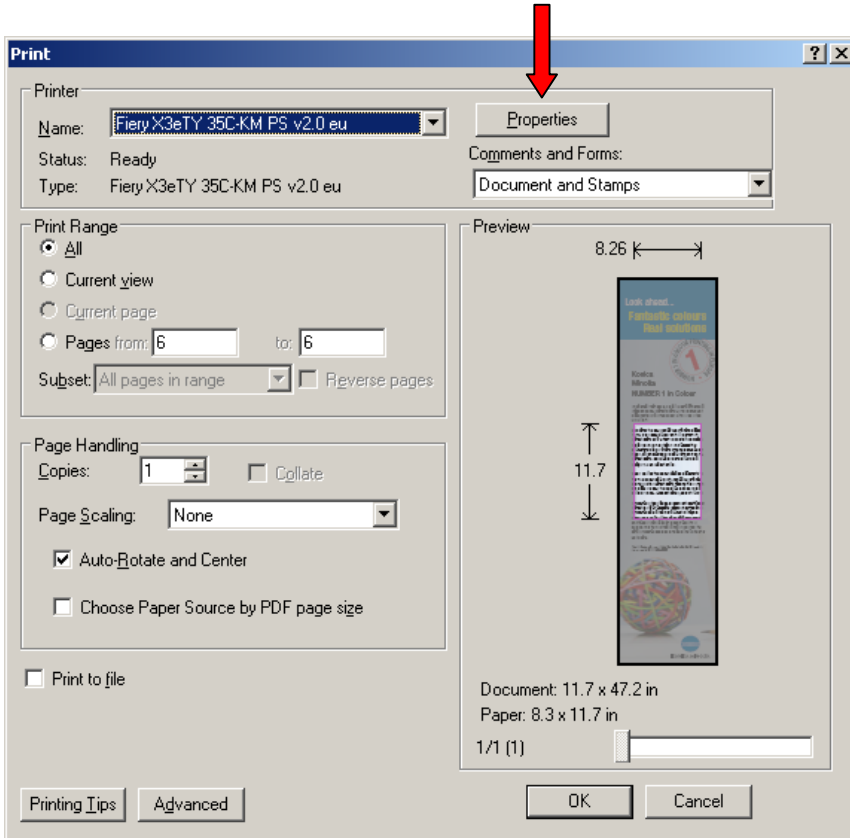 Print
Printer
Name: Fiery X3eTY 35C-KM PS v2.0 eu
Properties
Status: Ready
Comments and Forms:
Type: Fiery X3eTY 35C-KM PS v2.0 eu
Document and Stamps
Print Range
All
Current view
Current page
Pages from: 6 to: 6
Subset: All pages in range Reverse pages
Page Handling
Copies: 1 Collate
Page Scaling: None
Auto-Rotate and Center
Choose Paper Source by PDF page size
Print to file
Preview
8.26
Look ahead...
Fantastic colours
Real solutions
1
Konica
Minolta
NUMBER 1 in Colour
11.7
Document: 11.7 x 47.2 in
Paper: 8.3 x 11.7 in
1/1 (1)
Printing Tips Advanced OK Cancel